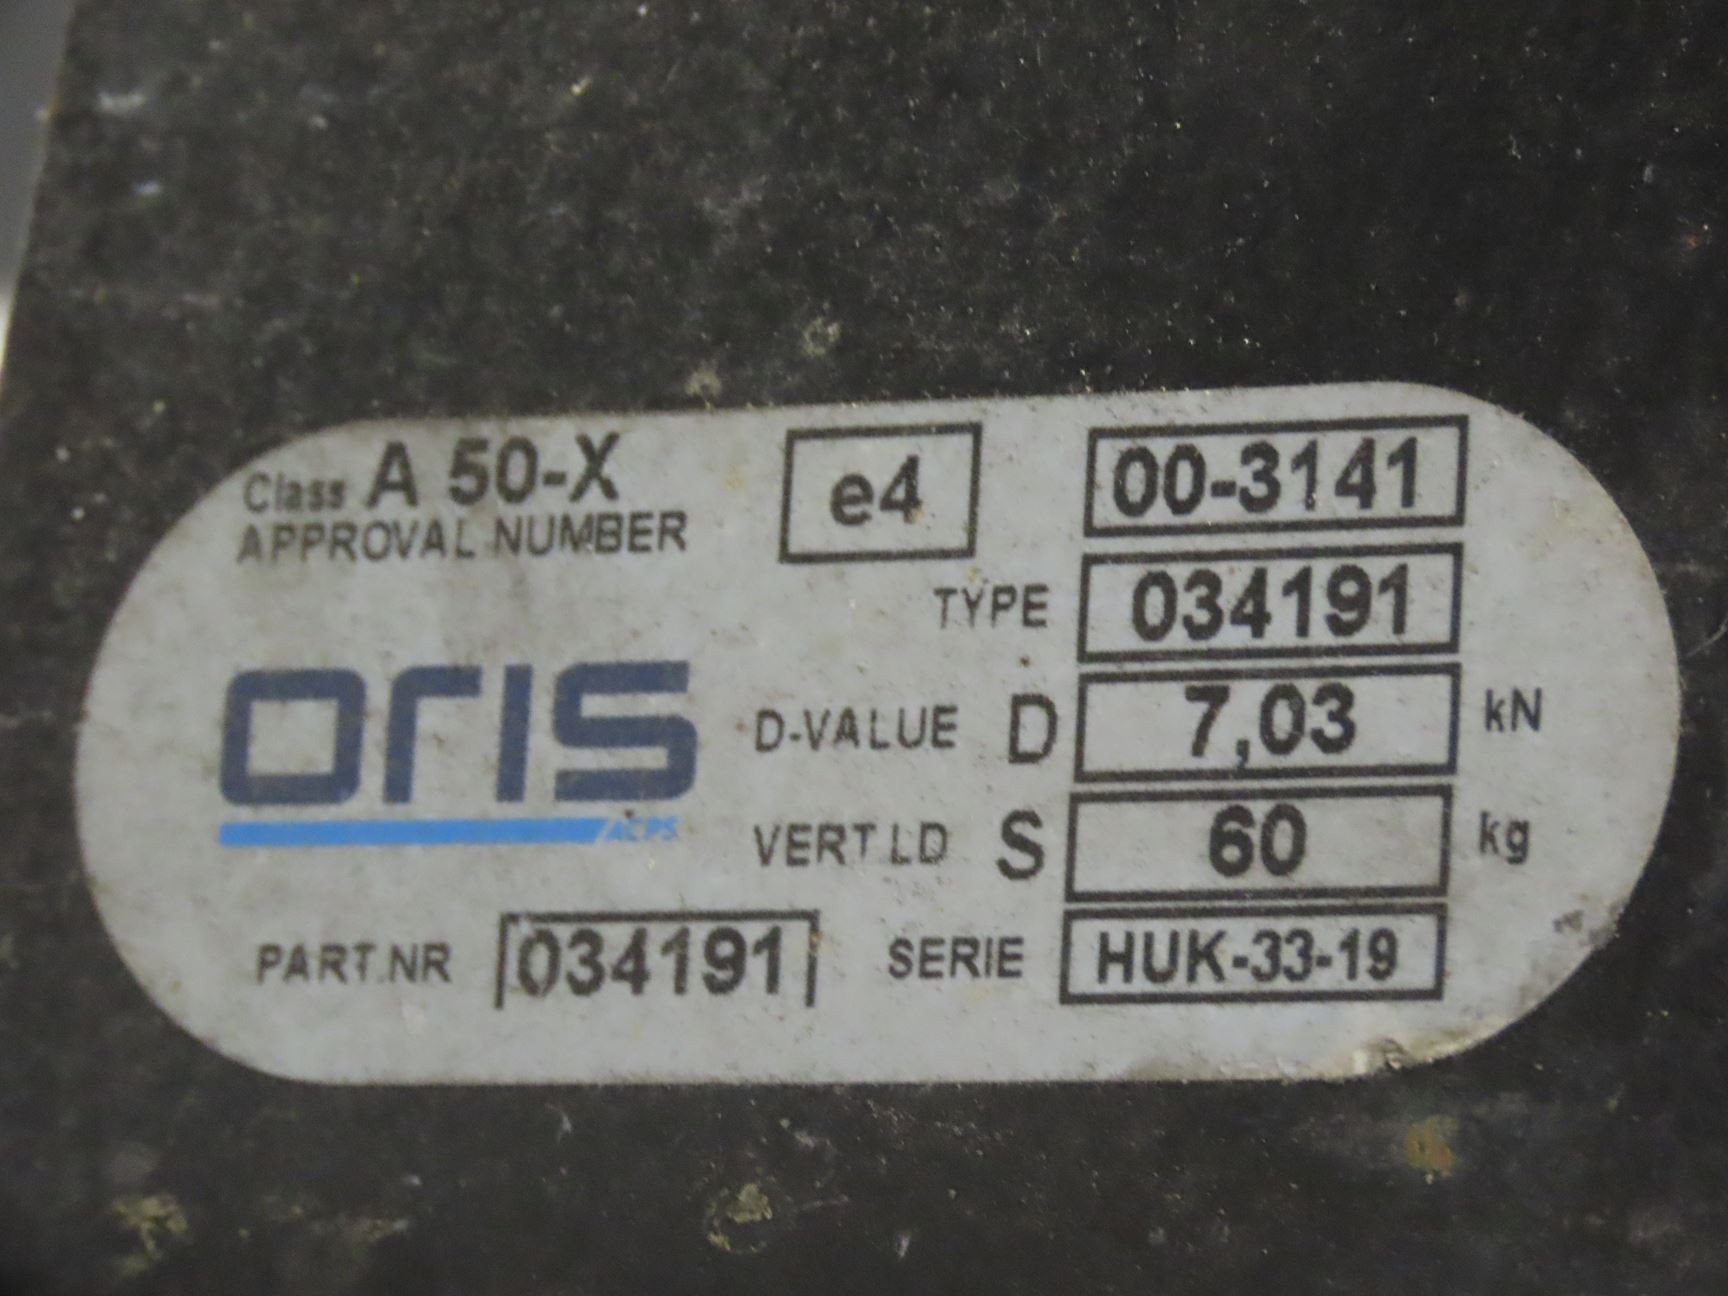 Class A 50-X e4 00-3141
APPROVAL NUMBER
TYPE 034191
oris
D-VALUE D 7,03 kN
ACPS
VERT.LD S 60 kg
PART.NR 034191 SERIE HUK-33-19